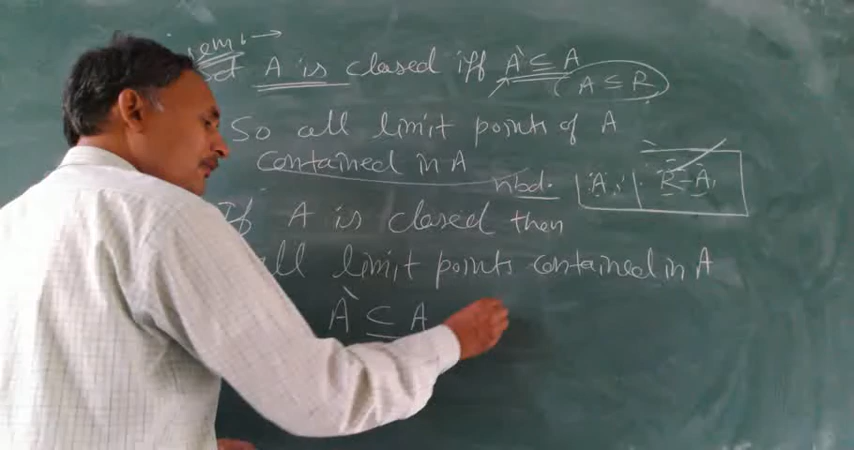 em: →
A is closed iff A` ⊆ A
(A ⊆ R)
So all limit points of A
contained in A
nbd.
A, R-A,
If A is closed then
all limit points contained in A
A` ⊆ A